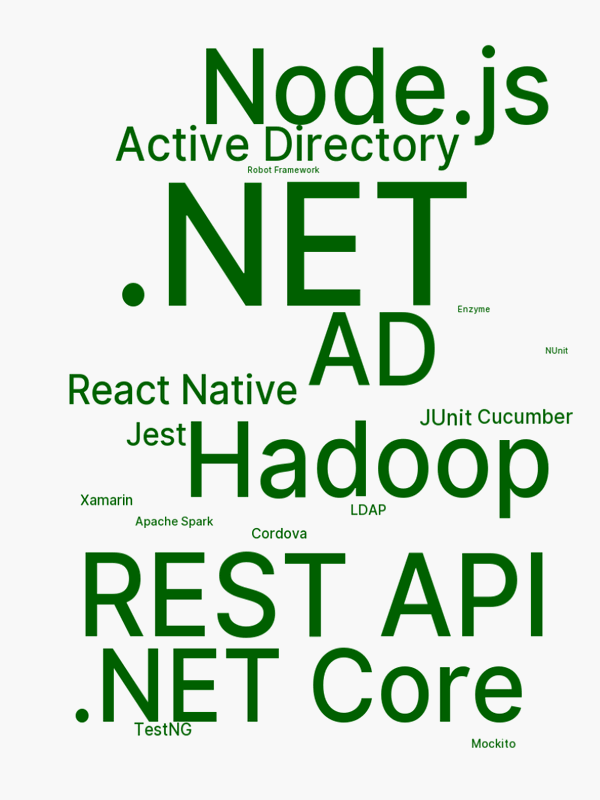 Node.js
Active Directory
Robot Framework
.NET
Enzyme
AD
NUnit
React Native
JUnit
Cucumber
Jest
Hadoop
Xamarin
LDAP
Apache Spark
Cordova
REST API
.NET Core
TestNG
Mockito